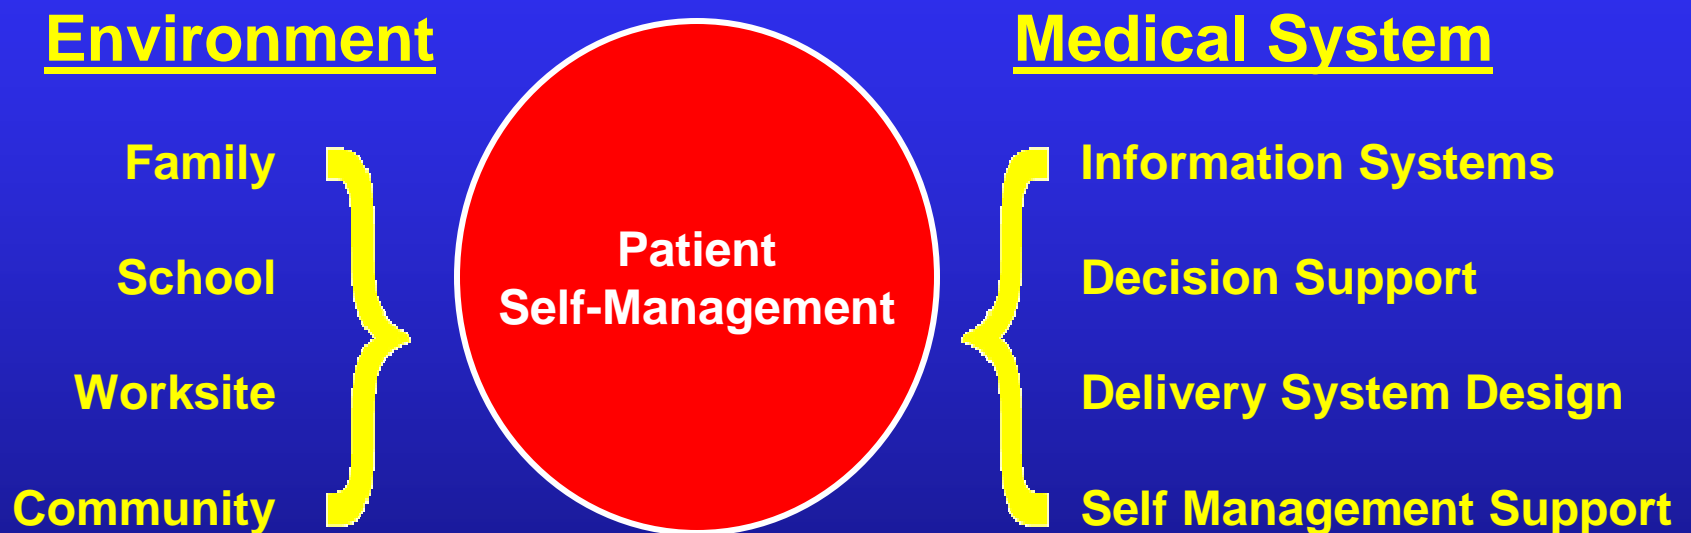 Environment
Family
School
Worksite
Community
Patient
Self-Management
Medical System
Information Systems
Decision Support
Delivery System Design
Self Management Support